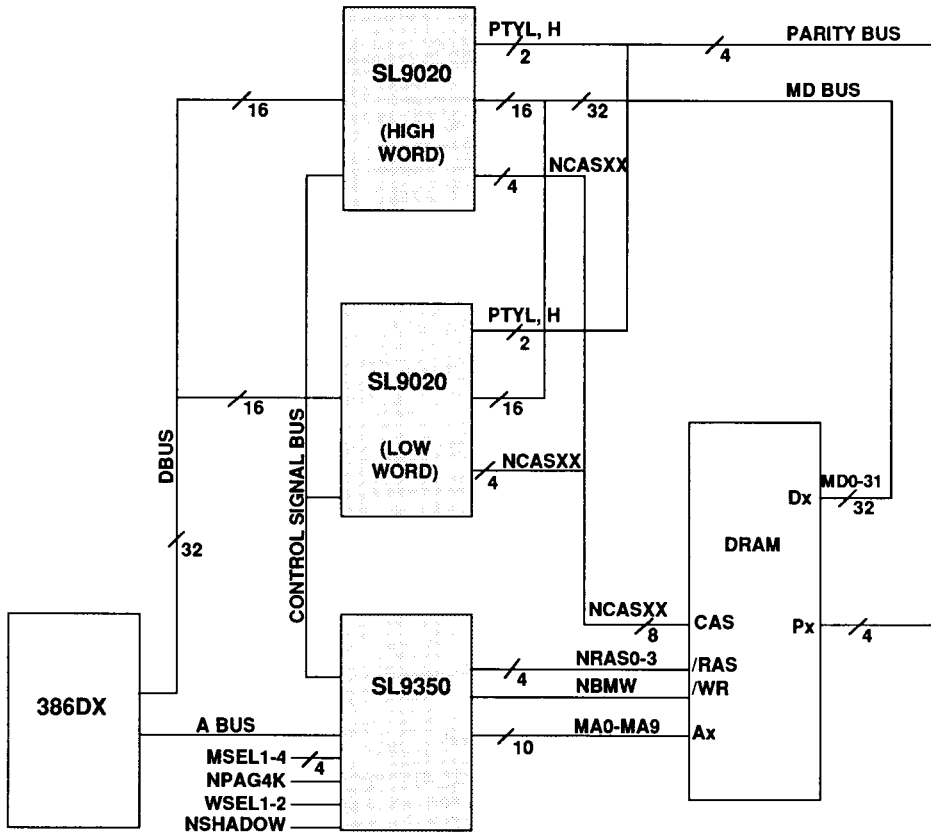 PTYL, H
2
4
PARITY BUS
SL9020
MD BUS
16
16
32
(HIGH
WORD)
NCASXX
4
PTYL, H
2
SL9020
16
16
(LOW
WORD)
NCASXX
4
DBUS
CONTROL SIGNAL BUS
32
MD0-31
Dx
32
DRAM
NCASXX
8
CAS
Px
4
NRAS0-3
4
/RAS
SL9350
NBMW
/WR
386DX
A BUS
MA0-MA9
10
Ax
MSEL1-4
4
NPAG4K
WSEL1-2
NSHADOW